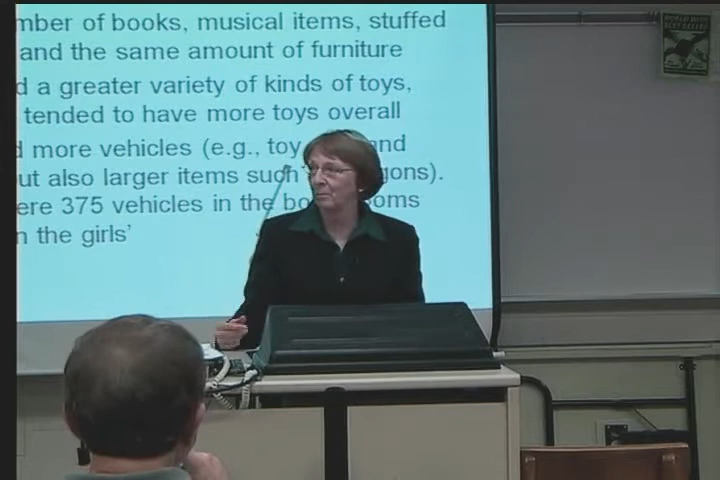 mber of books, musical items, stuffed
and the same amount of furniture
d a greater variety of kinds of toys,
tended to have more toys overall
d more vehicles (e.g., toy and
ut also larger items such gons).
ere 375 vehicles in the bo ooms
n the girls'